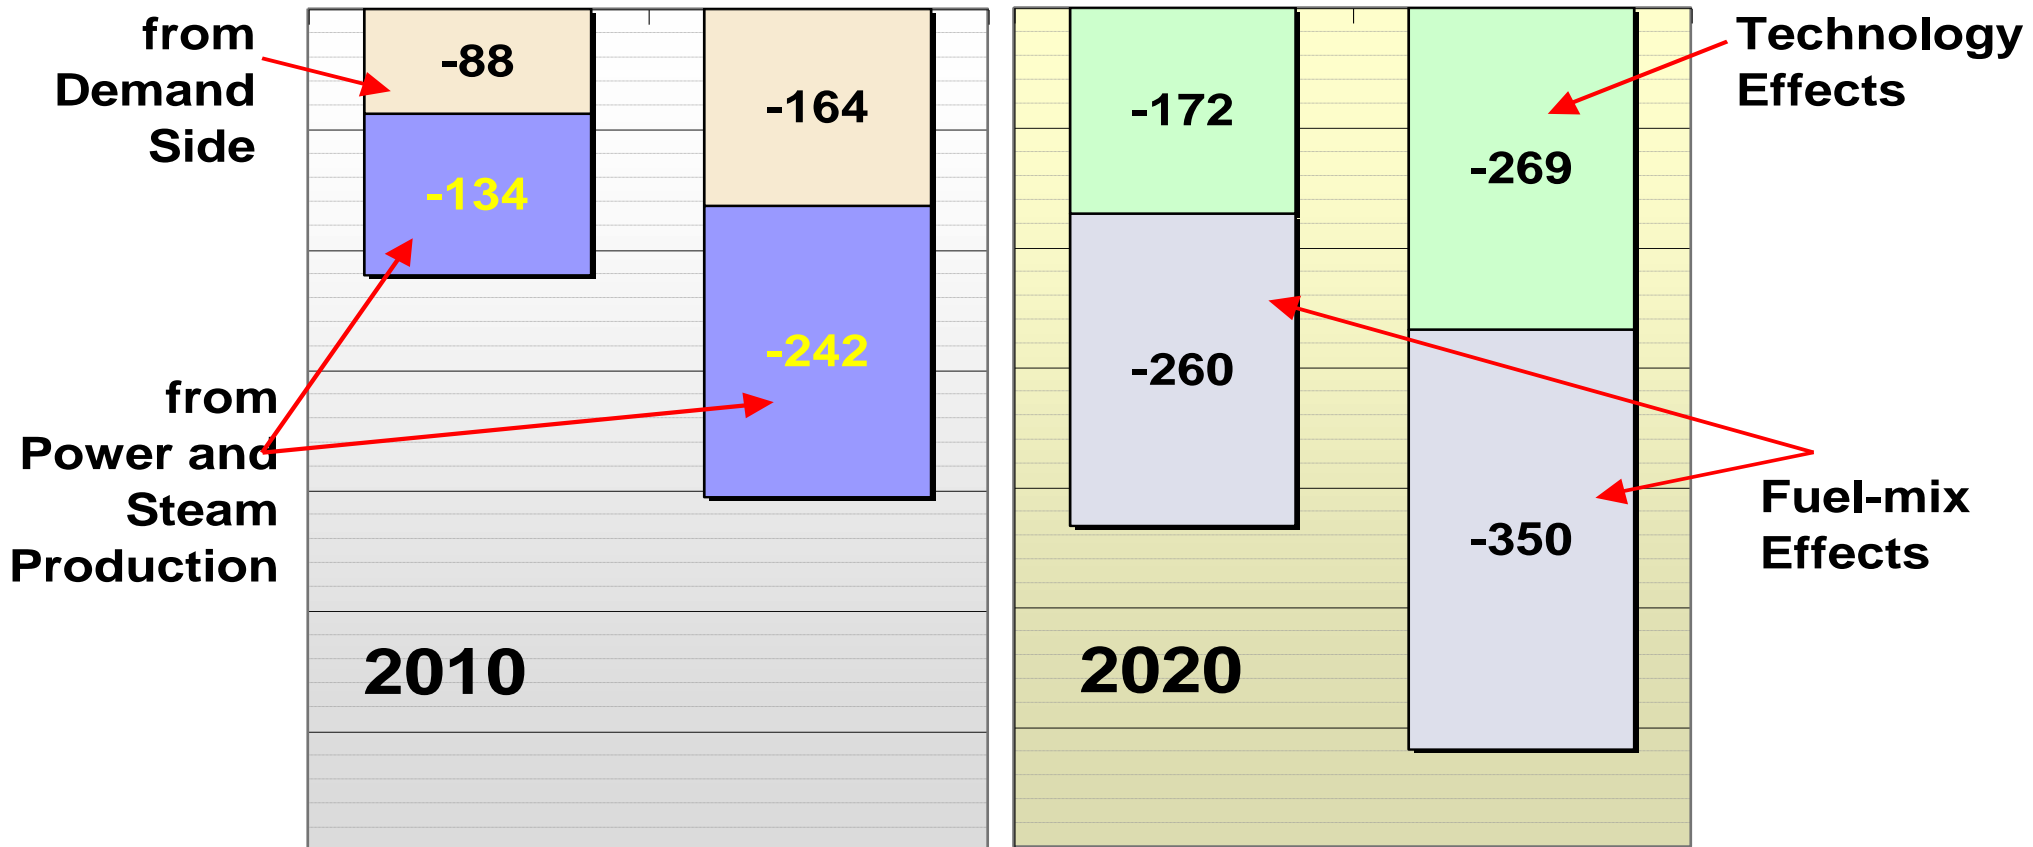 from
Demand
Side
-88
-134
-164
-242
from
Power and
Steam
Production
2010
-172
-260
-269
-350
Technology
Effects
Fuel-mix
Effects
2020